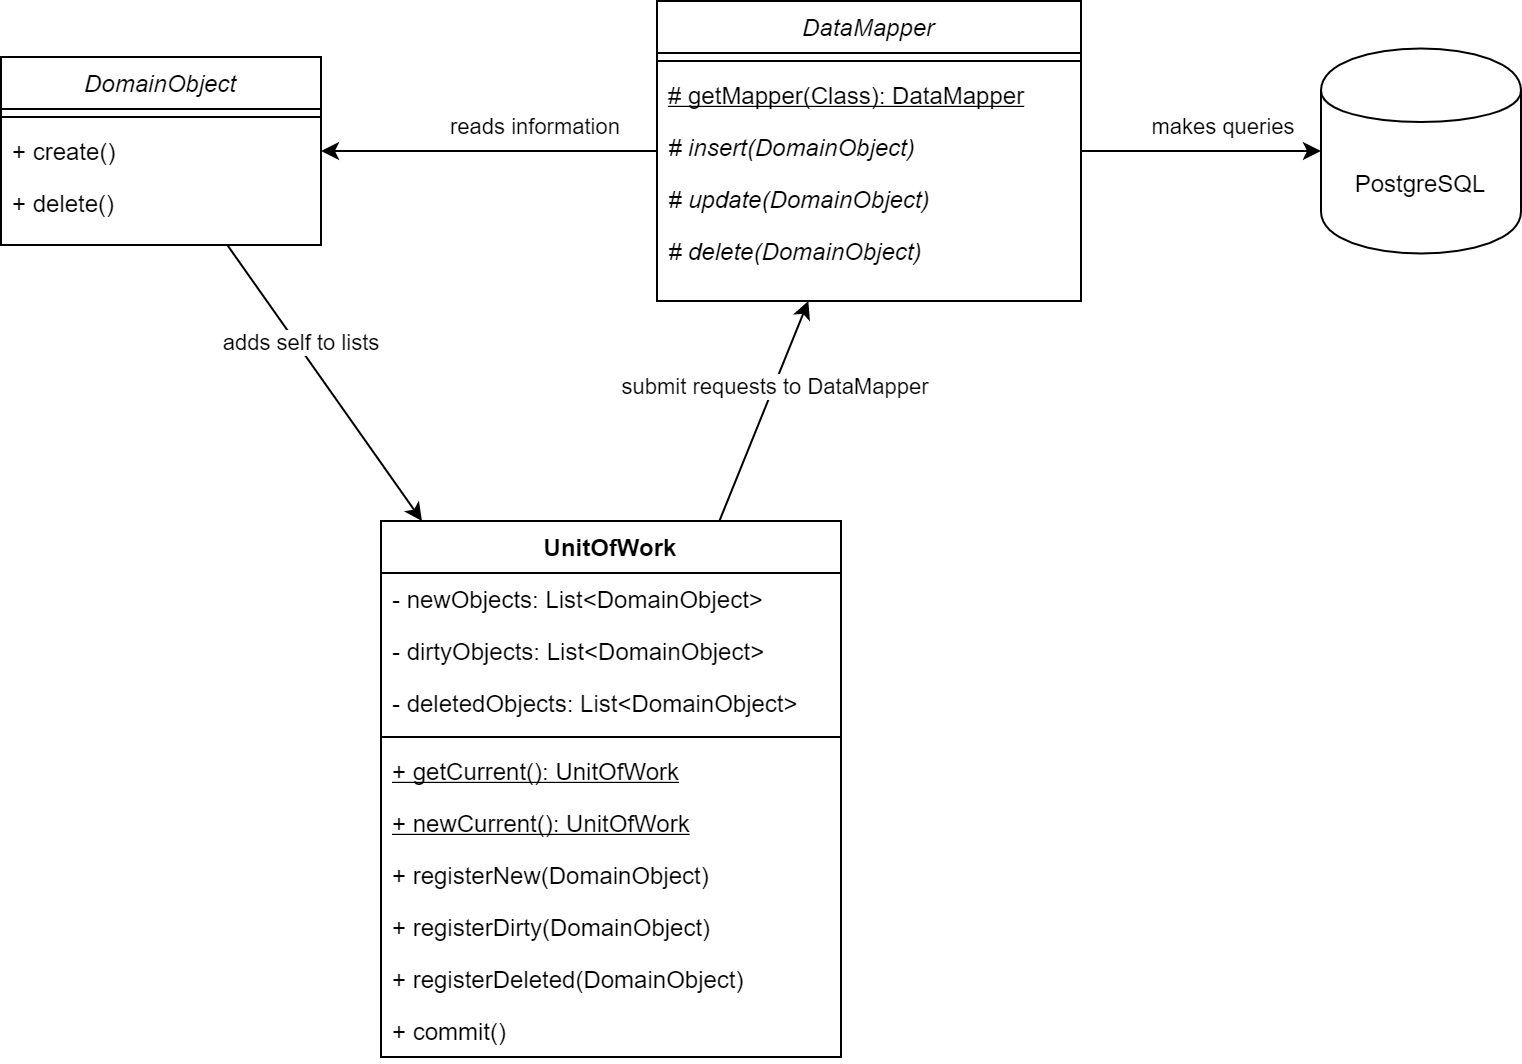 DataMapper
# getMapper(Class): DataMapper
# insert(DomainObject)
# update(DomainObject)
# delete(DomainObject)
DomainObject
+ create()
+ delete()
reads information
makes queries
PostgreSQL
adds self to lists
submit requests to DataMapper
UnitOfWork
- newObjects: List<DomainObject>
- dirtyObjects: List<DomainObject>
- deletedObjects: List<DomainObject>
+ getCurrent(): UnitOfWork
+ newCurrent(): UnitOfWork
+ registerNew(DomainObject)
+ registerDirty(DomainObject)
+ registerDeleted(DomainObject)
+ commit()